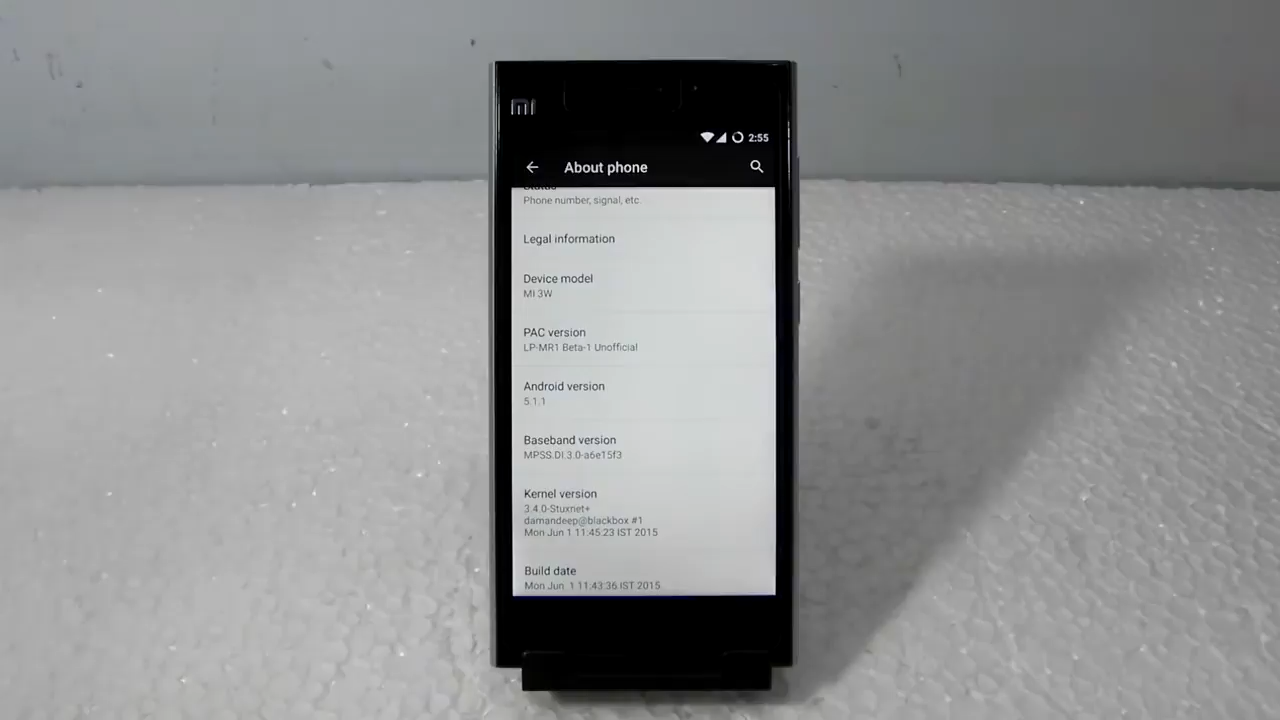 MI
2:55
About phone
Status
Phone number, signal, etc.
Legal information
Device model
MI 3W
PAC version
LP-MR1 Beta-1 Unofficial
Android version
5.1.1
Baseband version
MPSS.DI.3.0-a6e15f3
Kernel version
3.4.0-Stuxnet+
damandeep@blackbox #1
Mon Jun 1 11:45:23 IST 2015
Build date
Mon Jun  1 11:43:36 IST 2015